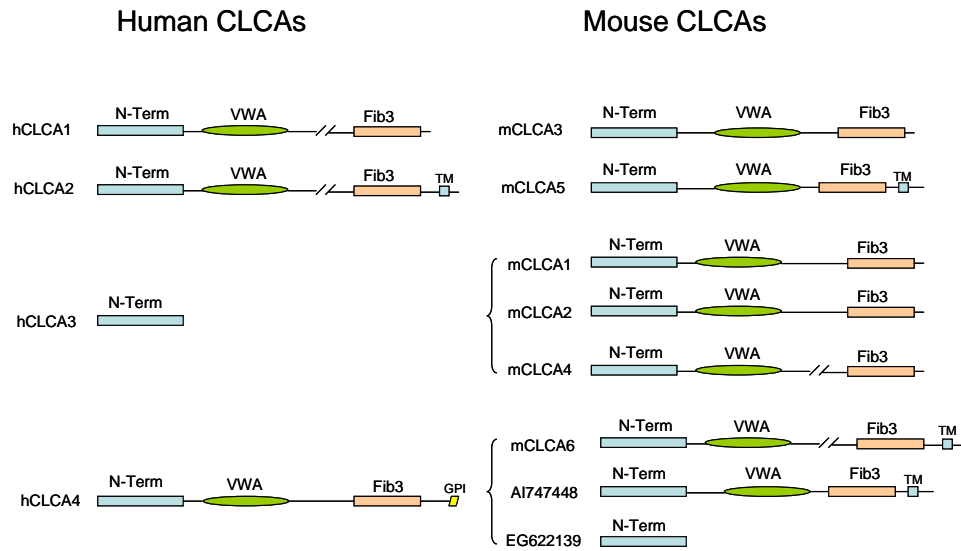 Human CLCAs
Mouse CLCAs
hCLCA1
N-Term
VWA
Fib3
mCLCA3
N-Term
VWA
Fib3
hCLCA2
N-Term
VWA
Fib3
TM
mCLCA5
N-Term
VWA
Fib3
TM
hCLCA3
N-Term
mCLCA1
N-Term
VWA
Fib3
mCLCA2
N-Term
VWA
Fib3
mCLCA4
N-Term
VWA
Fib3
hCLCA4
N-Term
VWA
Fib3
GPI
mCLCA6
N-Term
VWA
Fib3
TM
AI747448
N-Term
VWA
Fib3
TM
EG622139
N-Term